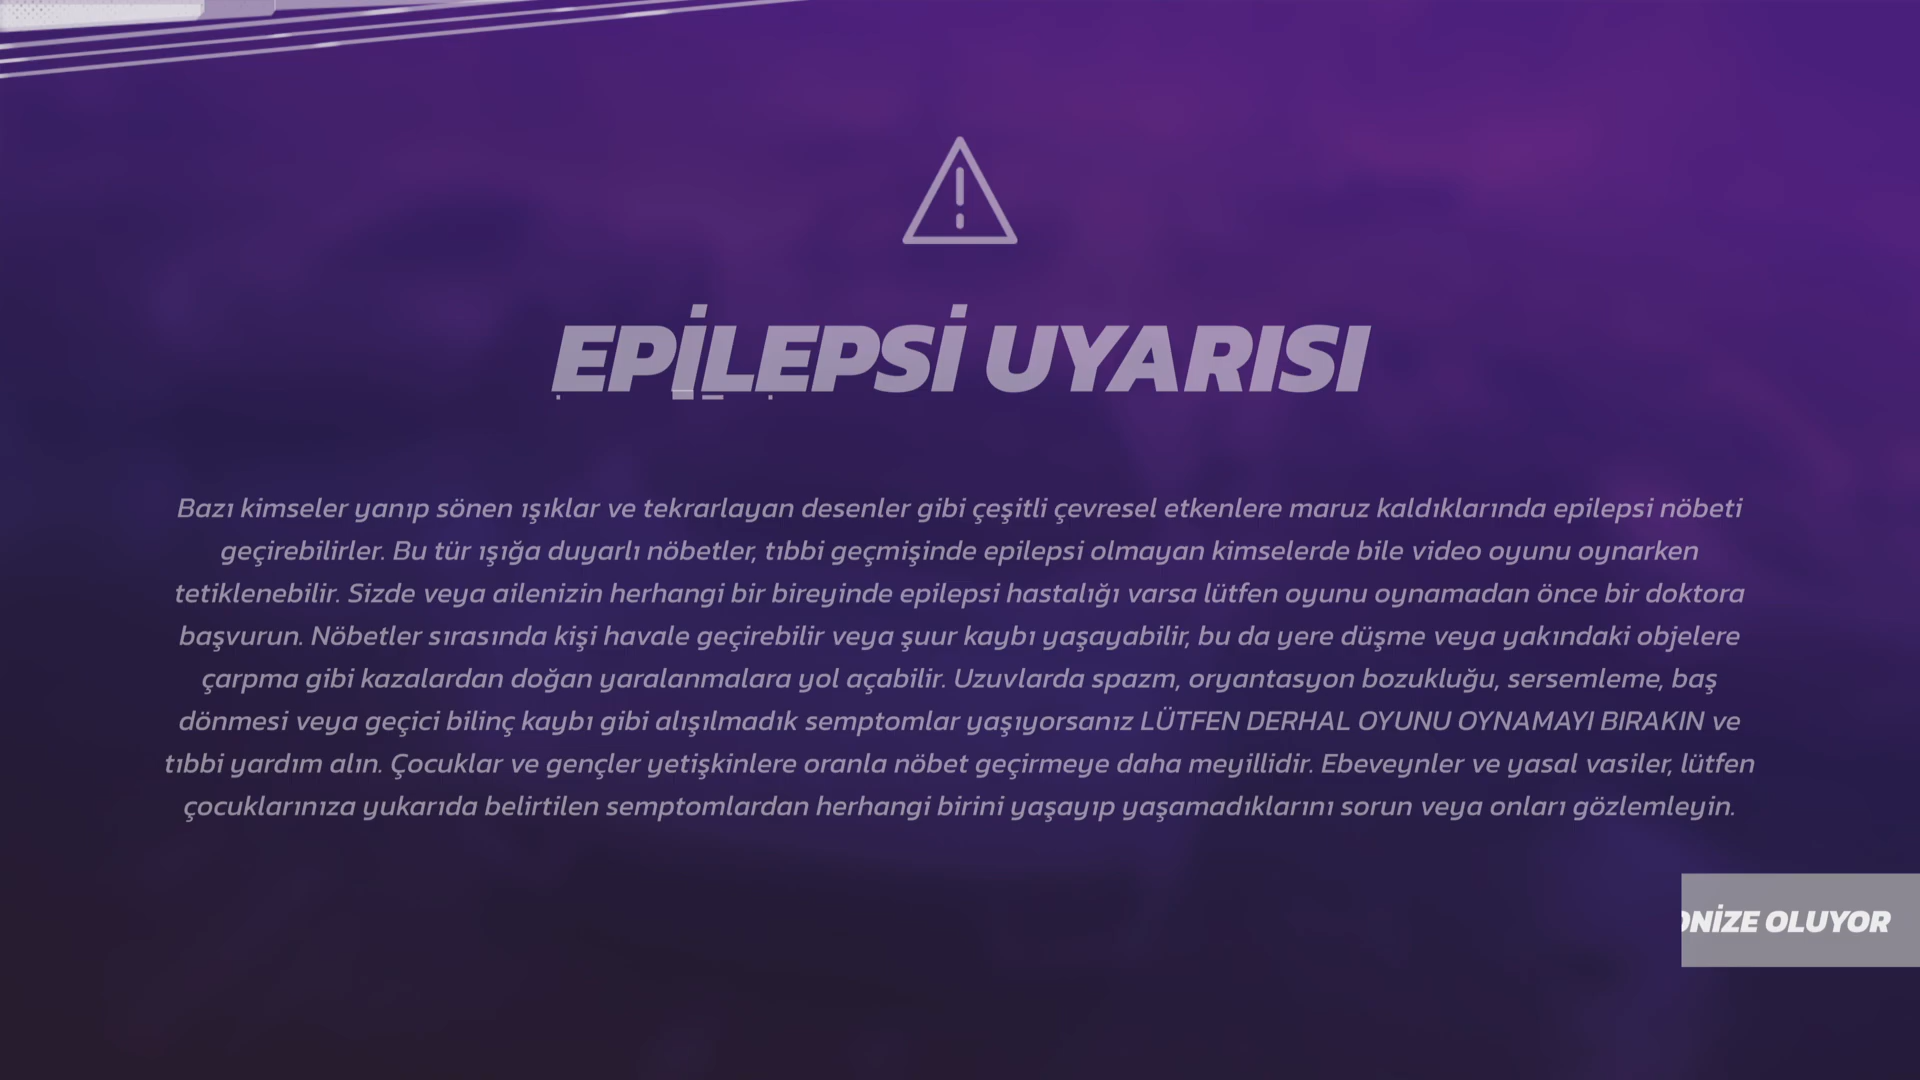 EPİLEPSİ UYARISI
Bazı kimseler yanıp sönen ışıklar ve tekrarlayan desenler gibi çeşitli çevresel etkenlere maruz kaldıklarında epilepsi nöbeti
geçirebilirler. Bu tür ışığa duyarlı nöbetler, tıbbi geçmişinde epilepsi olmayan kimselerde bile video oyunu oynarken
tetiklenebilir. Sizde veya ailenizin herhangi bir bireyinde epilepsi hastalığı varsa lütfen oyunu oynamadan önce bir doktora
başvurun. Nöbetler sırasında kişi havale geçirebilir veya şuur kaybı yaşayabilir, bu da yere düşme veya yakındaki objelere
çarpma gibi kazalardan doğan yaralanmalara yol açabilir. Uzuvlarda spazm, oryantasyon bozukluğu, sersemleme, baş
dönmesi veya geçici bilinç kaybı gibi alışılmadık semptomlar yaşıyorsanız LÜTFEN DERHAL OYUNU OYNAMAYI BIRAKIN ve
tıbbi yardım alın. Çocuklar ve gençler yetişkinlere oranla nöbet geçirmeye daha meyillidir. Ebeveynler ve yasal vasiler, lütfen
çocuklarınıza yukarıda belirtilen semptomlardan herhangi birini yaşayıp yaşamadıklarını sorun veya onları gözlemleyin.
OLUYOR